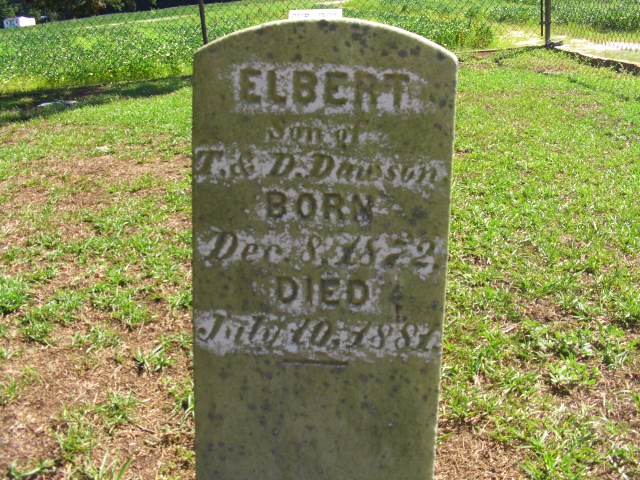 ELBERT
Son of
T. & D. Dawson
BORN
Dec. 8, 1872
DIED
July 10, 1881.